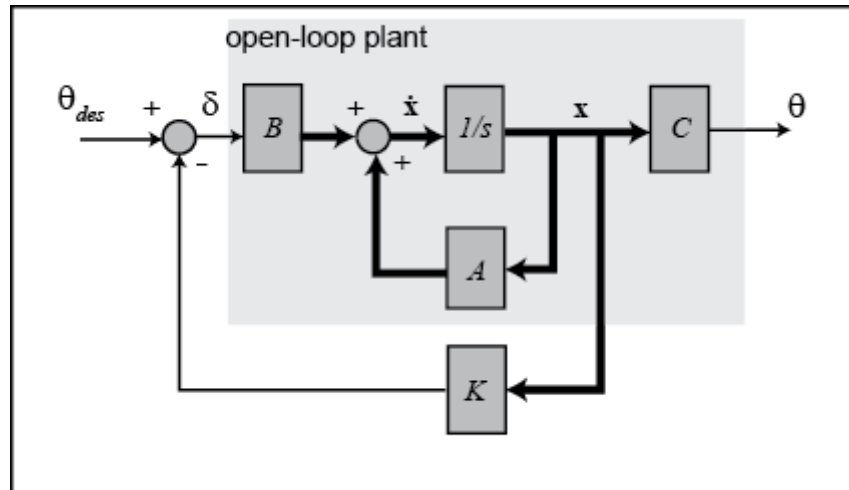 open-loop plant
θdes + δ B + ẋ 1/s x C θ
- +
A
K